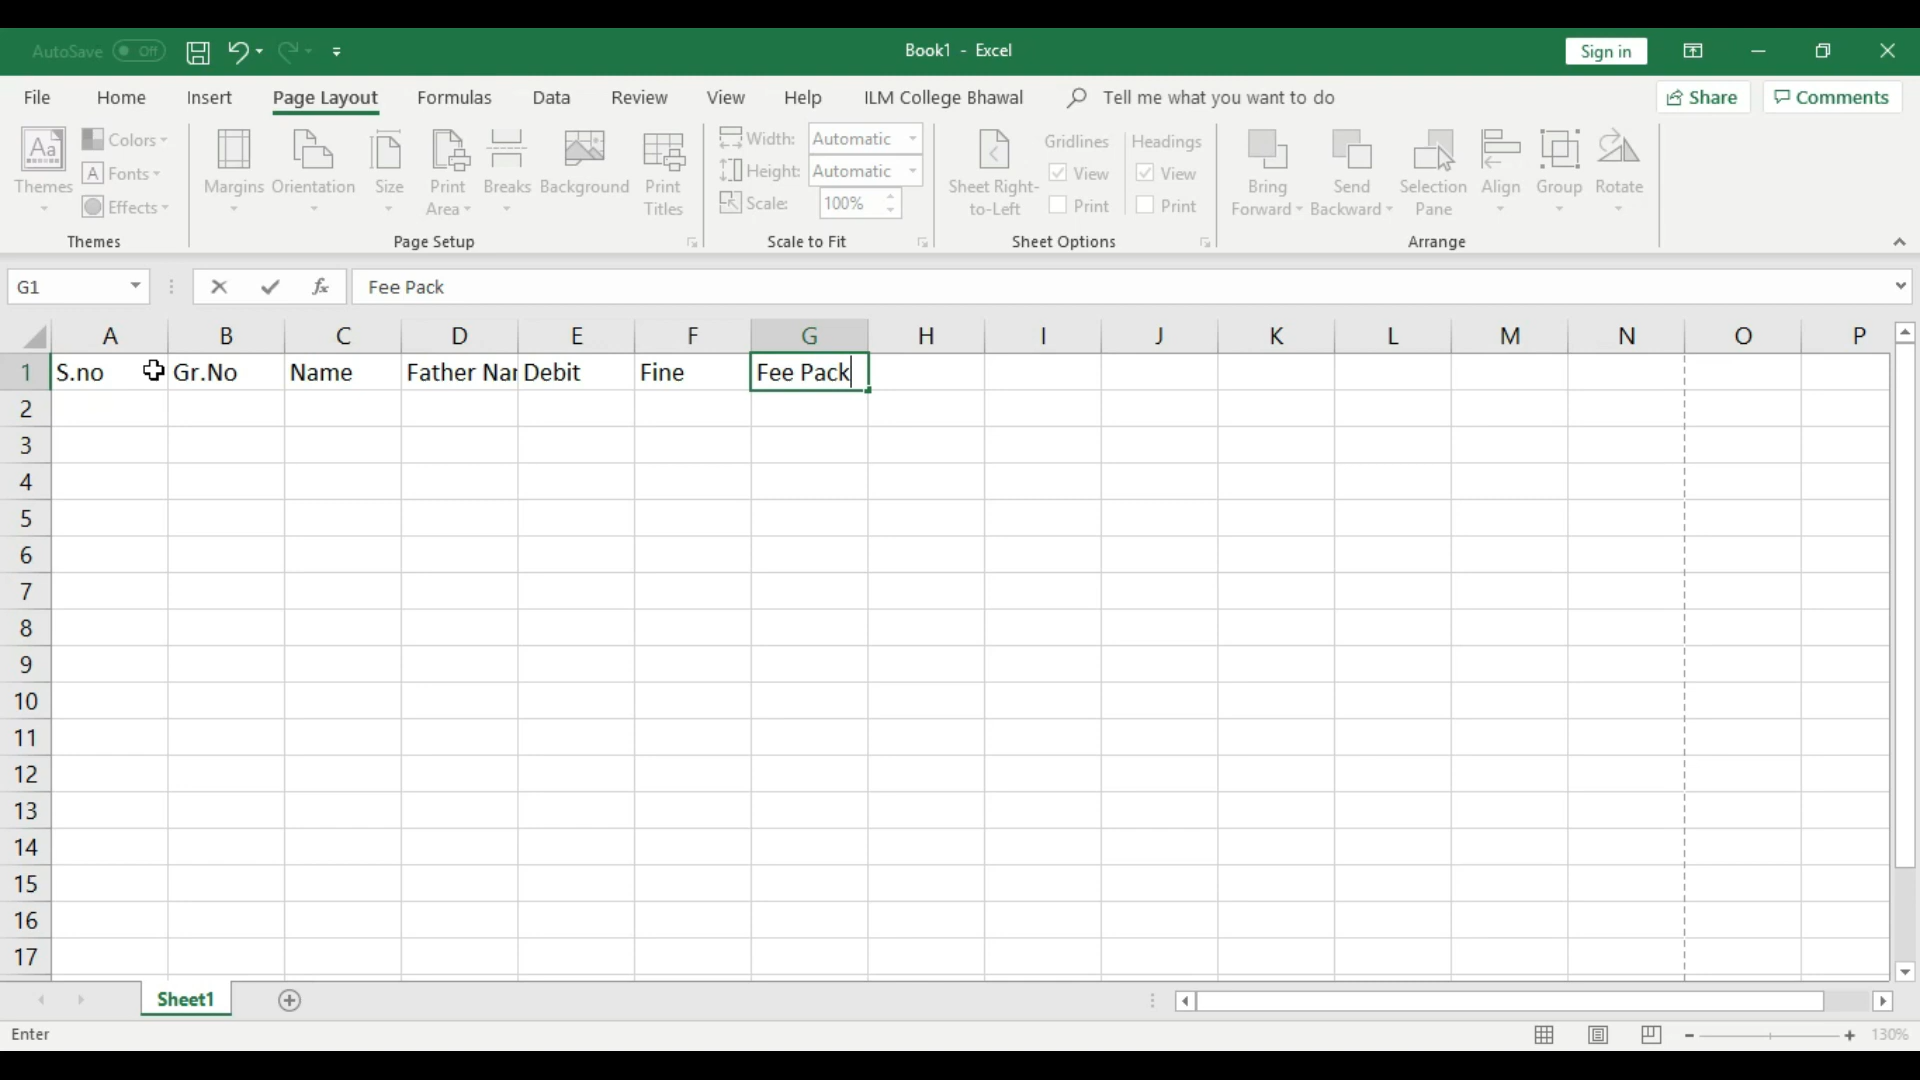 AutoSave Off
Book1 - Excel
Sign in
File Home Insert Page Layout Formulas Data Review View Help ILM College Bhawal Tell me what you want to do Share Comments
Aa Themes
Colors
A Fonts
Effects
Themes
Margins Orientation Size Print Area Breaks Background Print Titles
Page Setup
Width: Automatic
Height: Automatic
Scale: 100%
Scale to Fit
Sheet Right-to-Left
Gridlines Headings
View View
Print Print
Sheet Options
Bring Forward Send Backward Selection Pane Align Group Rotate
Arrange
G1 fx Fee Pack
A B C D E F G H I J K L M N O P
1 S.no Gr.No Name Father Nar Debit Fine Fee Pack
2
3
4
5
6
7
8
9
10
11
12
13
14
15
16
17
Sheet1
Enter 130%